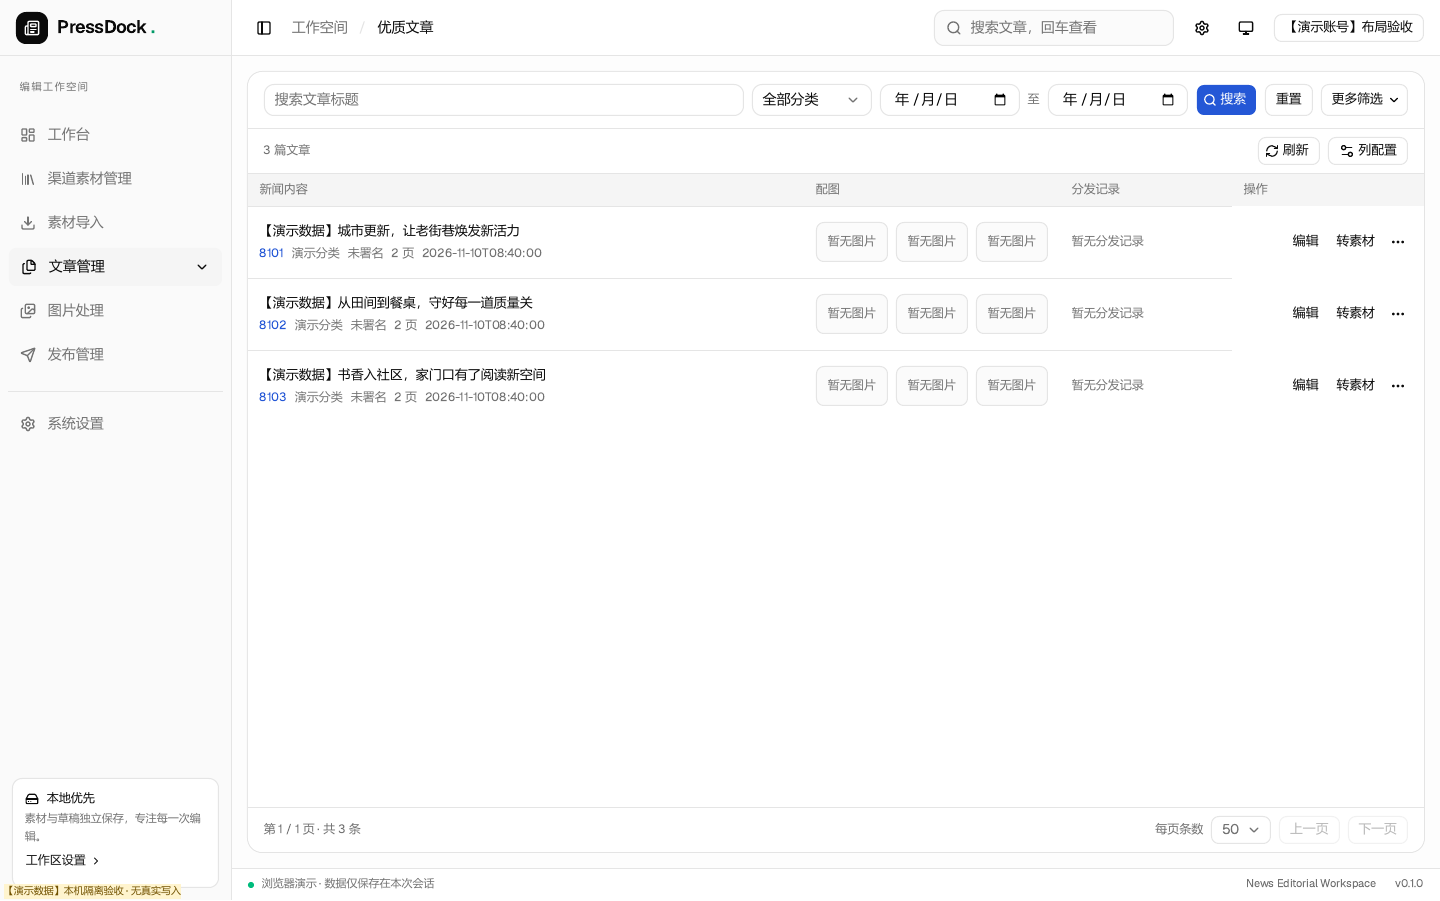 PressDock.
工作空间 / 优质文章
搜索文章，回车查看
【演示账号】布局验收
编辑工作空间
工作台
渠道素材管理
素材导入
文章管理
图片处理
发布管理
系统设置
搜索文章标题
全部分类
年 /月/日
至
年 /月/日
搜索
重置
更多筛选
3 篇文章
刷新
列配置
新闻内容 配图 分发记录 操作
【演示数据】城市更新，让老街巷焕发新活力
8101 演示分类 未署名 2 页 2026-11-10T08:40:00
暂无图片 暂无图片 暂无图片 暂无分发记录 编辑 转素材 ···
【演示数据】从田间到餐桌，守好每一道质量关
8102 演示分类 未署名 2 页 2026-11-10T08:40:00
暂无图片 暂无图片 暂无图片 暂无分发记录 编辑 转素材 ···
【演示数据】书香入社区，家门口有了阅读新空间
8103 演示分类 未署名 2 页 2026-11-10T08:40:00
暂无图片 暂无图片 暂无图片 暂无分发记录 编辑 转素材 ···
第 1 / 1 页 · 共 3 条
每页条数 50 上一页 下一页
本地优先
素材与草稿独立保存，专注每一次编
辑。
工作区设置
【演示数据】本机隔离验收 · 无真实写入
浏览器演示 · 数据仅保存在本次会话
News Editorial Workspace v0.1.0